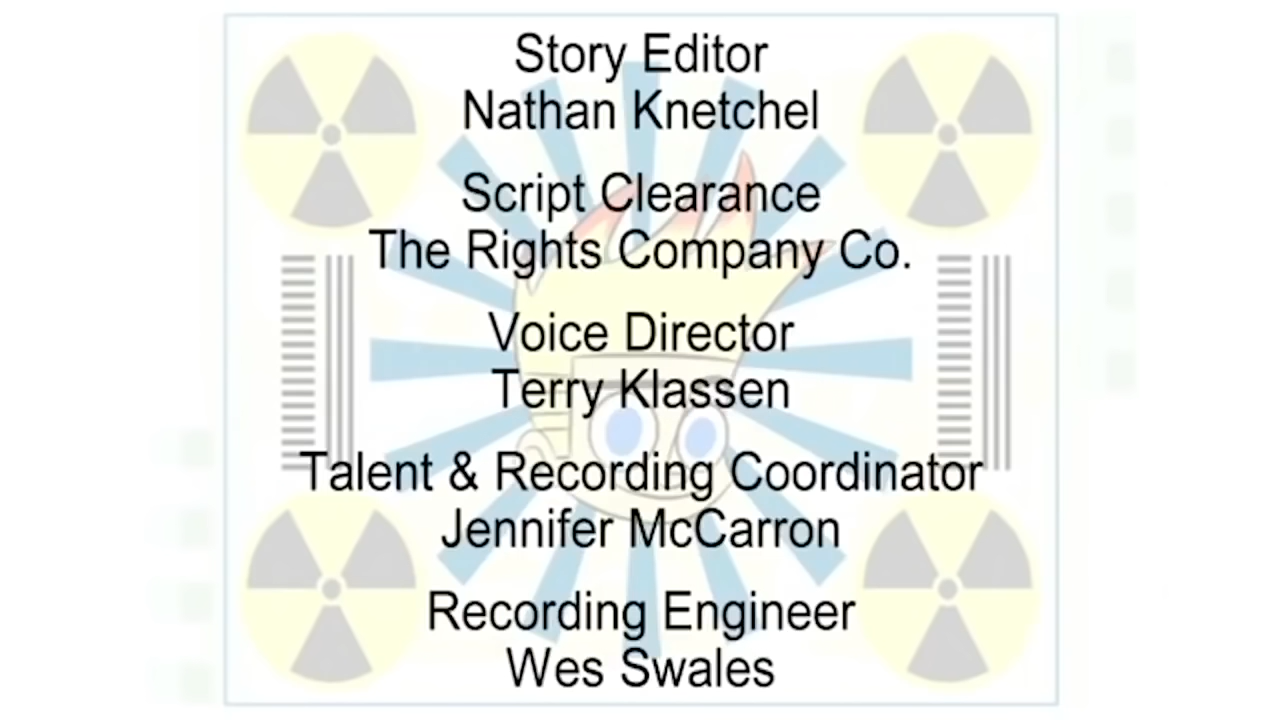 Story Editor
Nathan Knetchel
Script Clearance
The Rights Company Co.
Voice Director
Terry Klassen
Talent & Recording Coordinator
Jennifer McCarron
Recording Engineer
Wes Swales